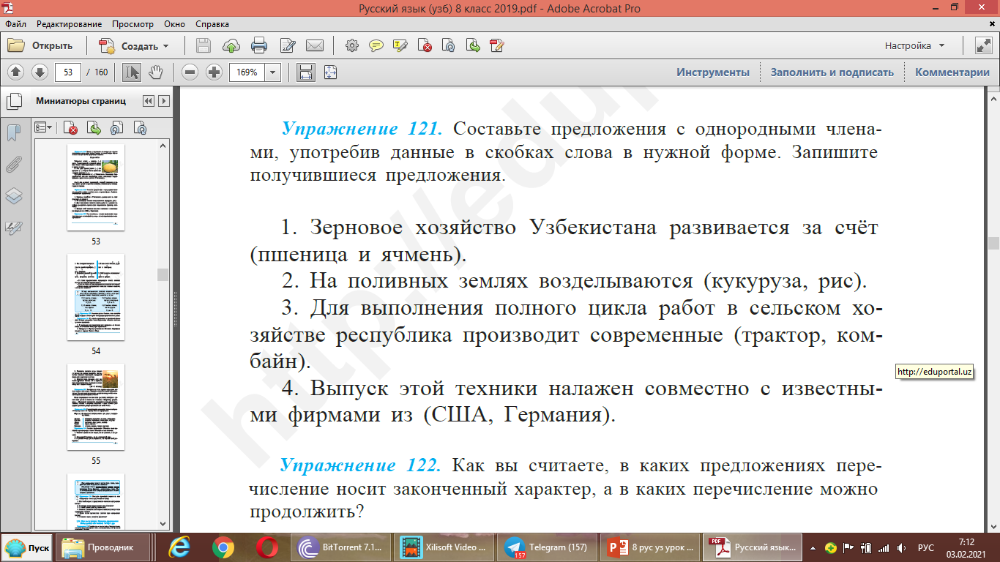 Русский язык (узб) 8 класс 2019.pdf - Adobe Acrobat Pro
Файл Редактирование Просмотр Окно Справка
Открыть Создать Настройка
53 / 160 169% Инструменты Заполнить и подписать Комментарии
Миниатюры страниц
53
54
55
http://edup
Упражнение 121. Составьте предложения с однородными члена-
ми, употребив данные в скобках слова в нужной форме. Запишите
получившиеся предложения.
1. Зерновое хозяйство Узбекистана развивается за счёт
(пшеница и ячмень).
2. На поливных землях возделываются (кукуруза, рис).
3. Для выполнения полного цикла работ в сельском хо-
зяйстве республика производит современные (трактор, ком-
байн).
4. Выпуск этой техники налажен совместно с известны-
ми фирмами из (США, Германия).
http://eduportal.uz
Упражнение 122. Как вы считаете, в каких предложениях пере-
числение носит законченный характер, а в каких перечисление можно
продолжить?
Пуск Проводник BitTorrent 7.1... Xilisoft Video ... Telegram (157) 8 рус уз урок ... Русский язык... РУС 7:12
157
03.02.2021